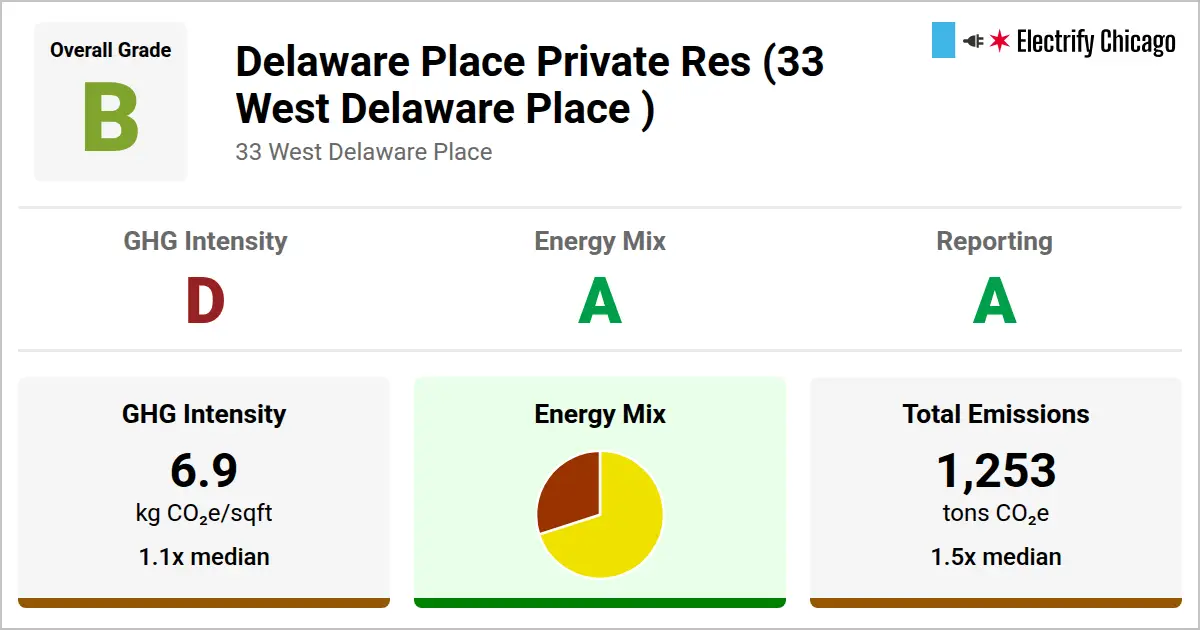 Overall Grade
B
Delaware Place Private Res (33
West Delaware Place )
33 West Delaware Place
Electrify Chicago
GHG Intensity
D
Energy Mix
A
Reporting
A
GHG Intensity
6.9
kg CO₂e/sqft
1.1x median
Energy Mix
Total Emissions
1,253
tons CO₂e
1.5x median